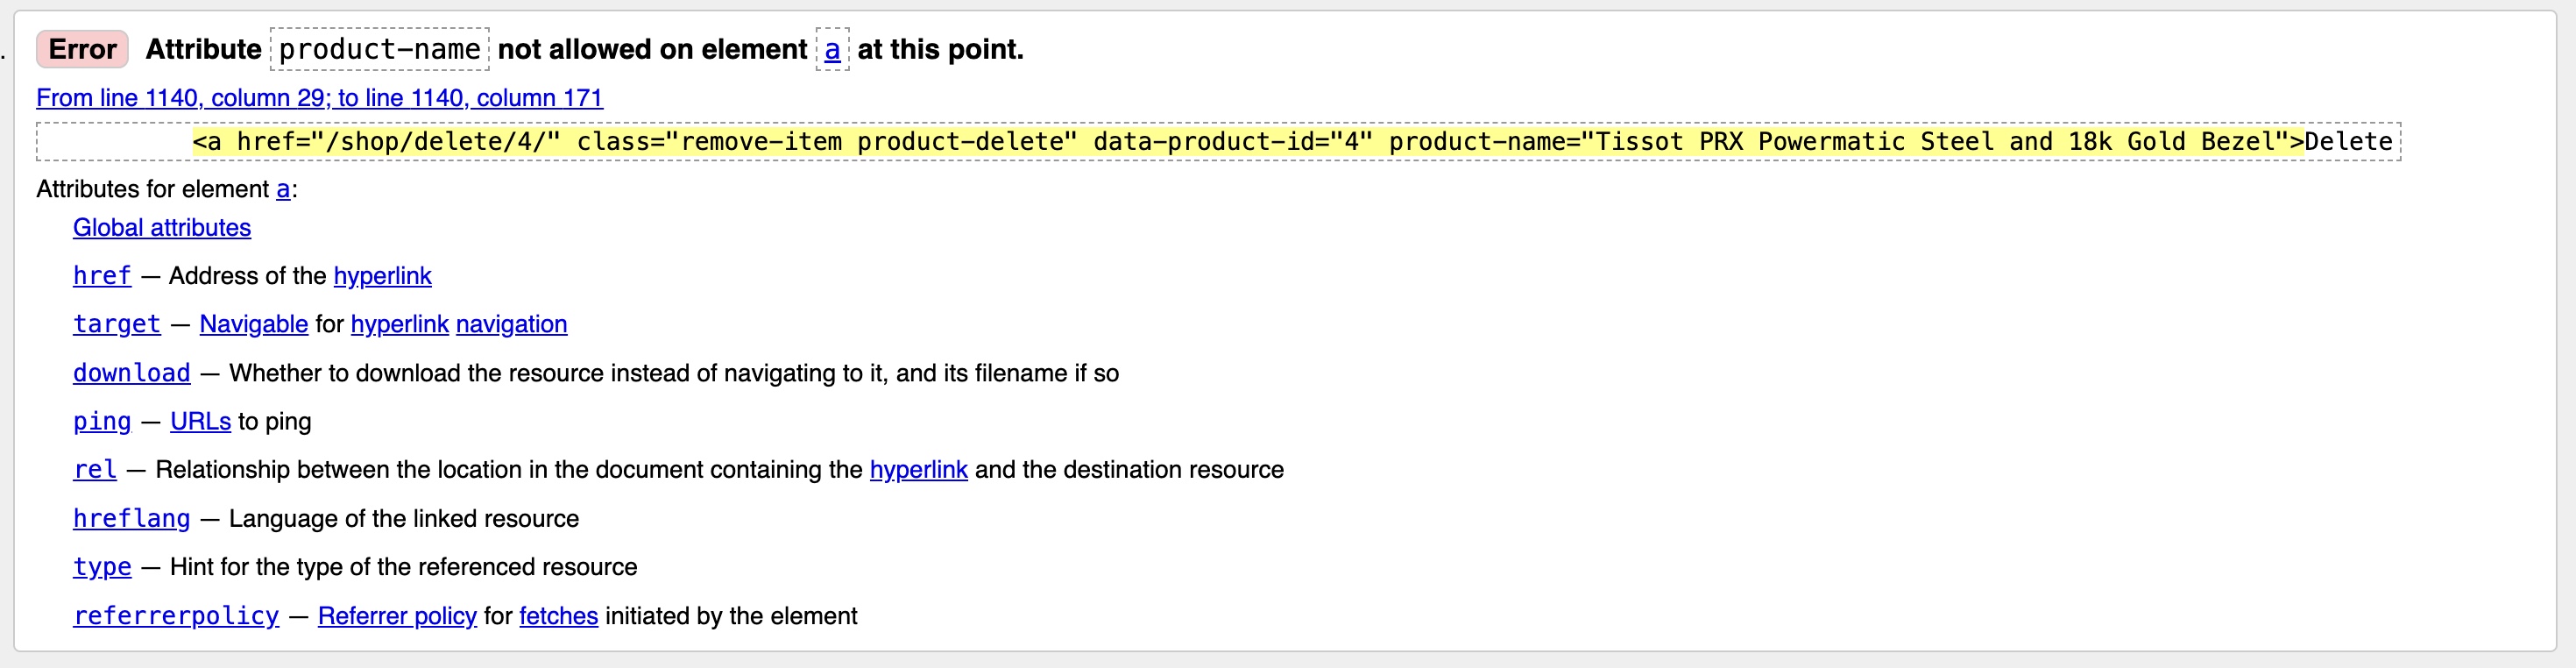 Error Attribute product-name not allowed on element a at this point.
From line 1140, column 29; to line 1140, column 171
<a href="/shop/delete/4/" class="remove-item product-delete" data-product-id="4" product-name="Tissot PRX Powermatic Steel and 18k Gold Bezel">Delete
Attributes for element a:
Global attributes
href — Address of the hyperlink
target — Navigable for hyperlink navigation
download — Whether to download the resource instead of navigating to it, and its filename if so
ping — URLs to ping
rel — Relationship between the location in the document containing the hyperlink and the destination resource
hreflang — Language of the linked resource
type — Hint for the type of the referenced resource
referrerpolicy — Referrer policy for fetches initiated by the element